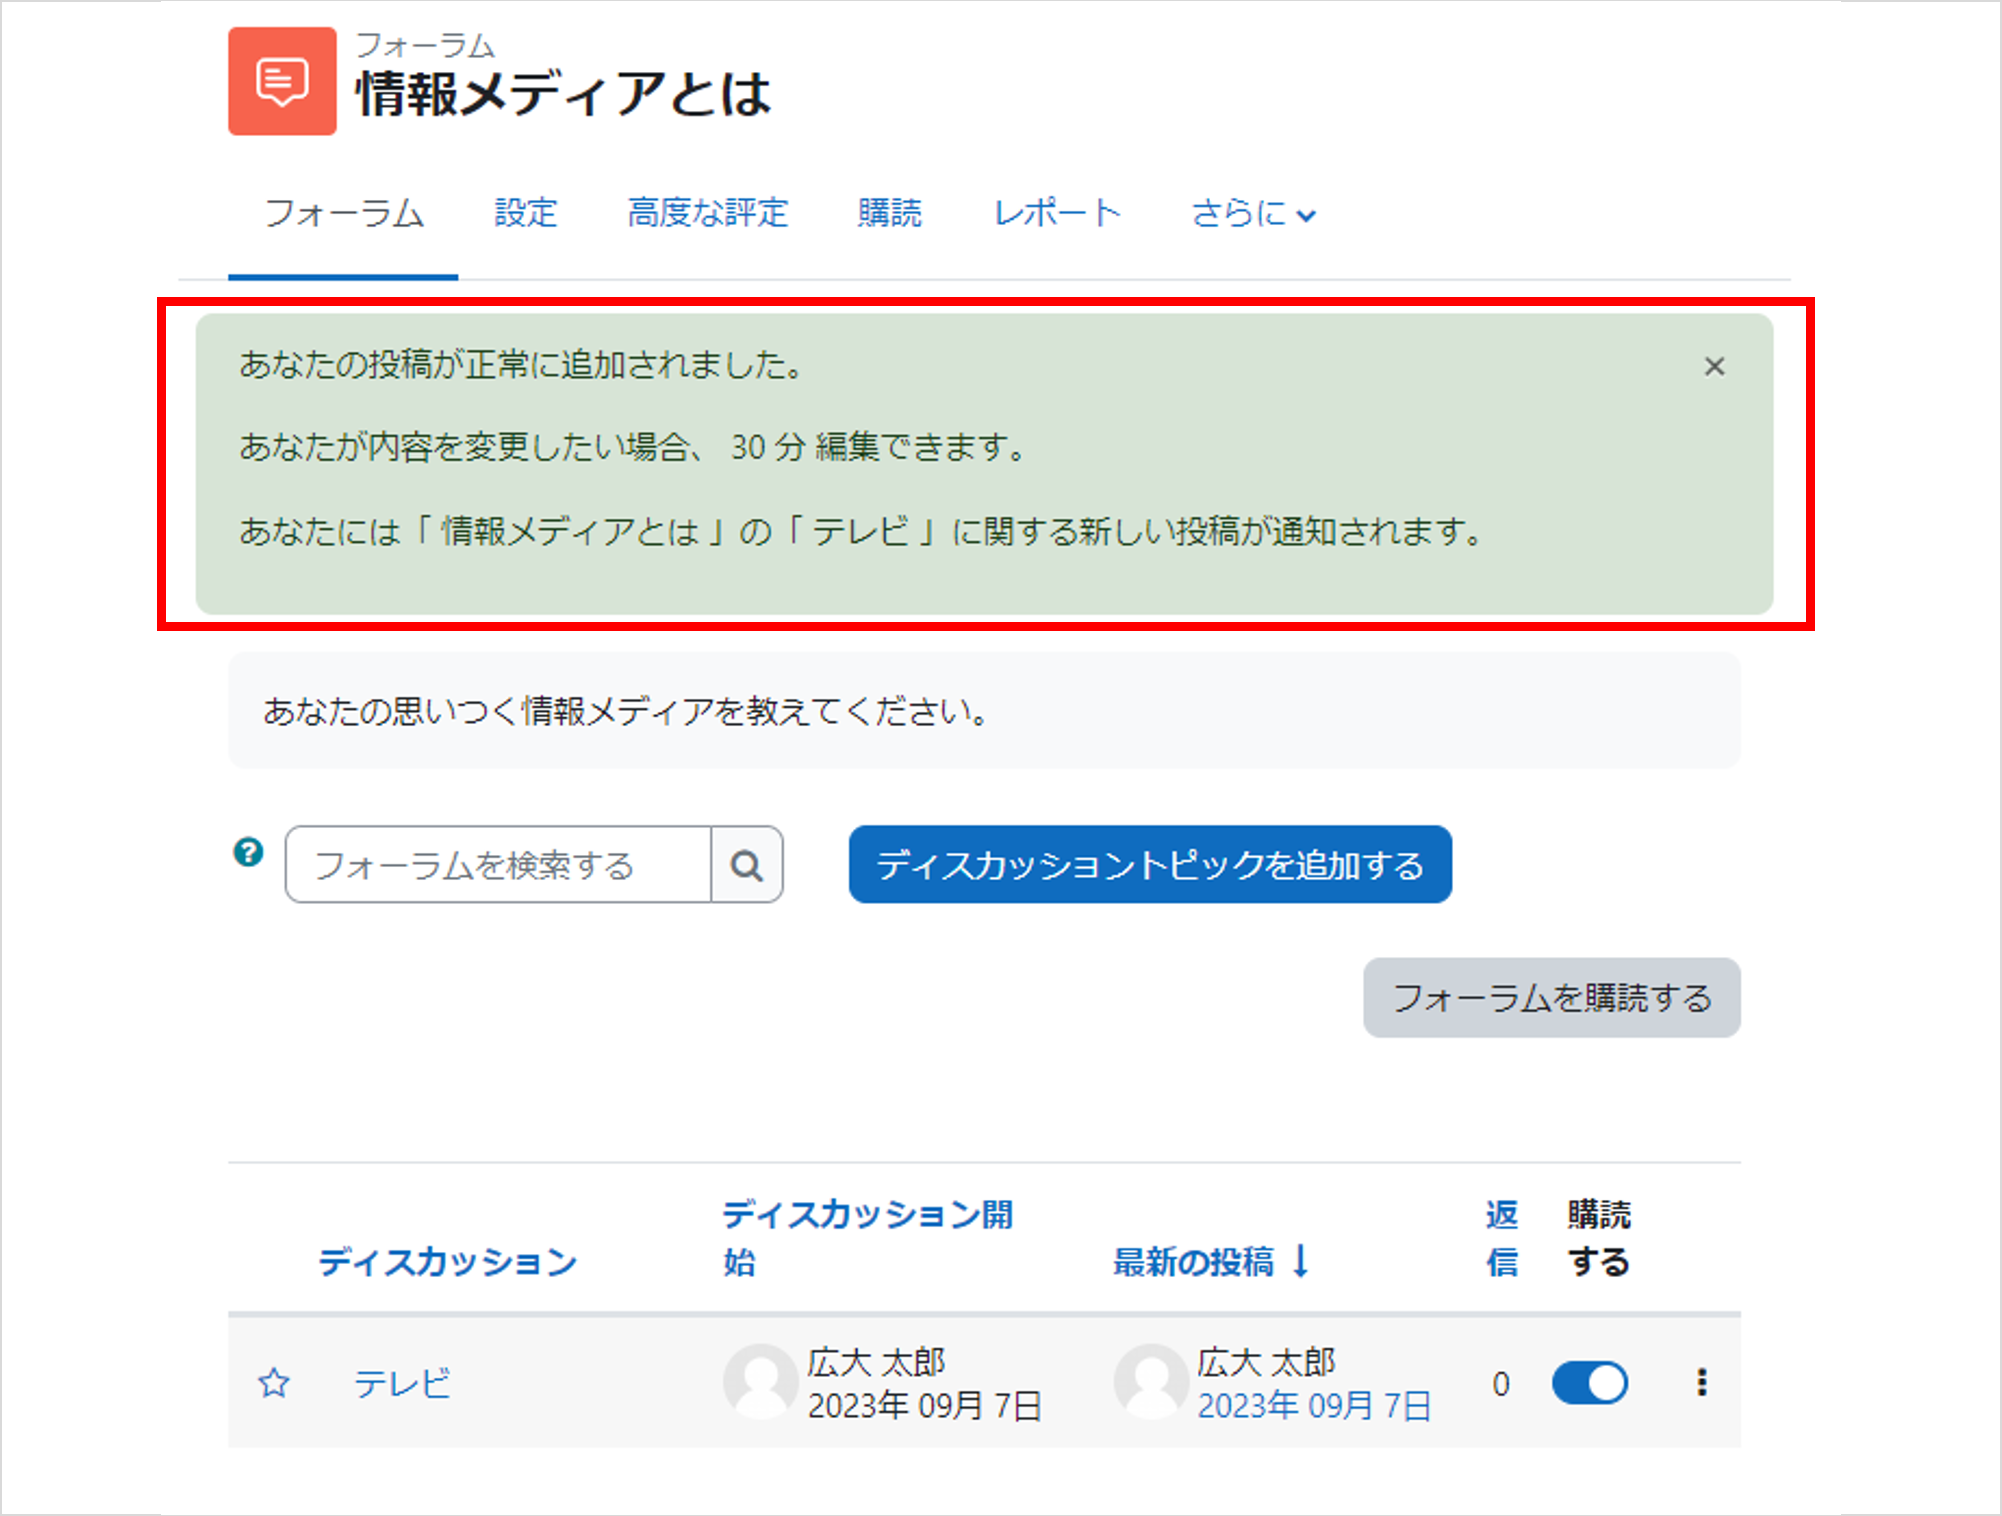 フォーラム
情報メディアとは
フォーラム 設定 高度な評定 購読 レポート さらに
あなたの投稿が正常に追加されました。
×
あなたが内容を変更したい場合、 30 分 編集できます。
あなたには「 情報メディアとは 」の「 テレビ 」に関する新しい投稿が通知されます。
あなたの思いつく情報メディアを教えてください。
? フォーラムを検索する ディスカッショントピックを追加する
フォーラムを購読する
ディスカッション
ディスカッション開
始
最新の投稿 ↓
返
信
購読
する
テレビ
広大 太郎
2023年 09月 7日
広大 太郎
2023年 09月 7日
0